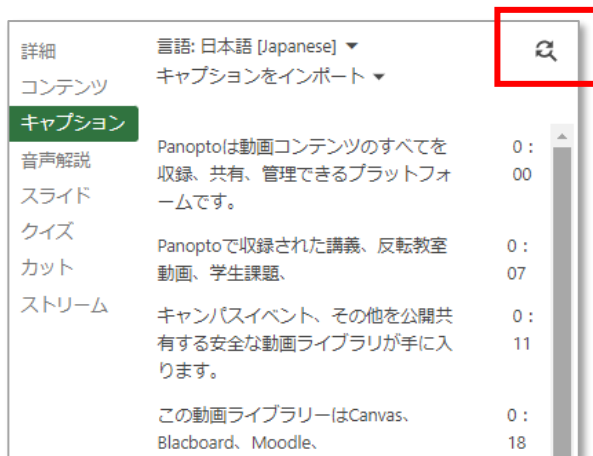 詳細
コンテンツ
キャプション
音声解説
スライド
クイズ
カット
ストリーム
言語: 日本語 [Japanese]
キャプションをインポート
Panoptoは動画コンテンツのすべてを 0 :
収録、共有、管理できるプラットフォ 00
ームです。
Panoptoで収録された講義、反転教室 0 :
動画、学生課題、 07
キャンパスイベント、その他を公開共 0 :
有する安全な動画ライブラリが手に入 11
ります。
この動画ライブラリーはCanvas、 0 :
Blacboard、Moodle、 18